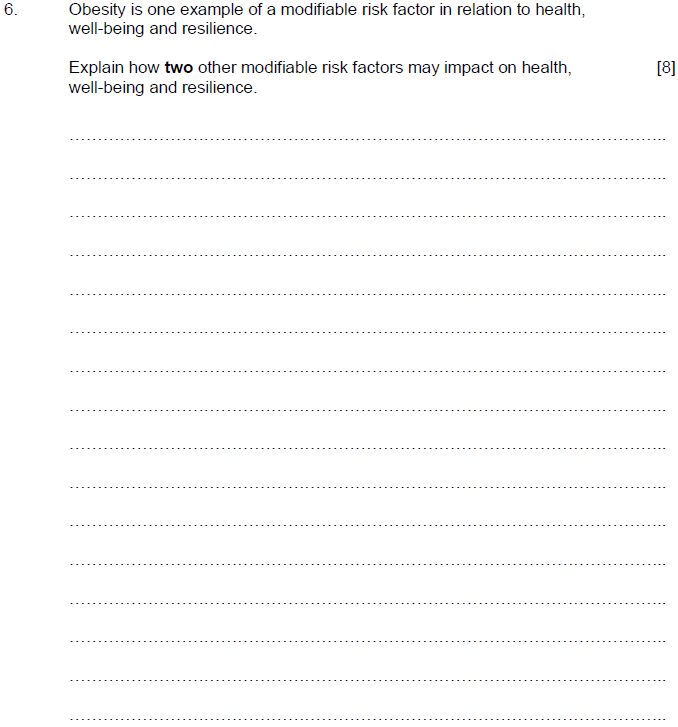 6. Obesity is one example of a modifiable risk factor in relation to health,
well-being and resilience.
Explain how two other modifiable risk factors may impact on health, [8]
well-being and resilience.